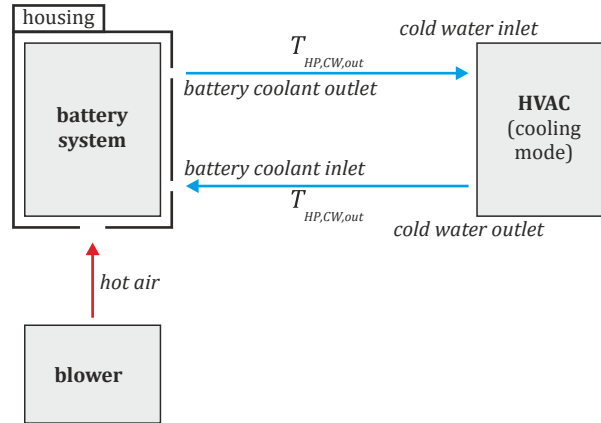 housing
battery
system
T HP,CW,out
battery coolant outlet
cold water inlet
HVAC
(cooling
mode)
battery coolant inlet
T HP,CW,out
cold water outlet
hot air
blower